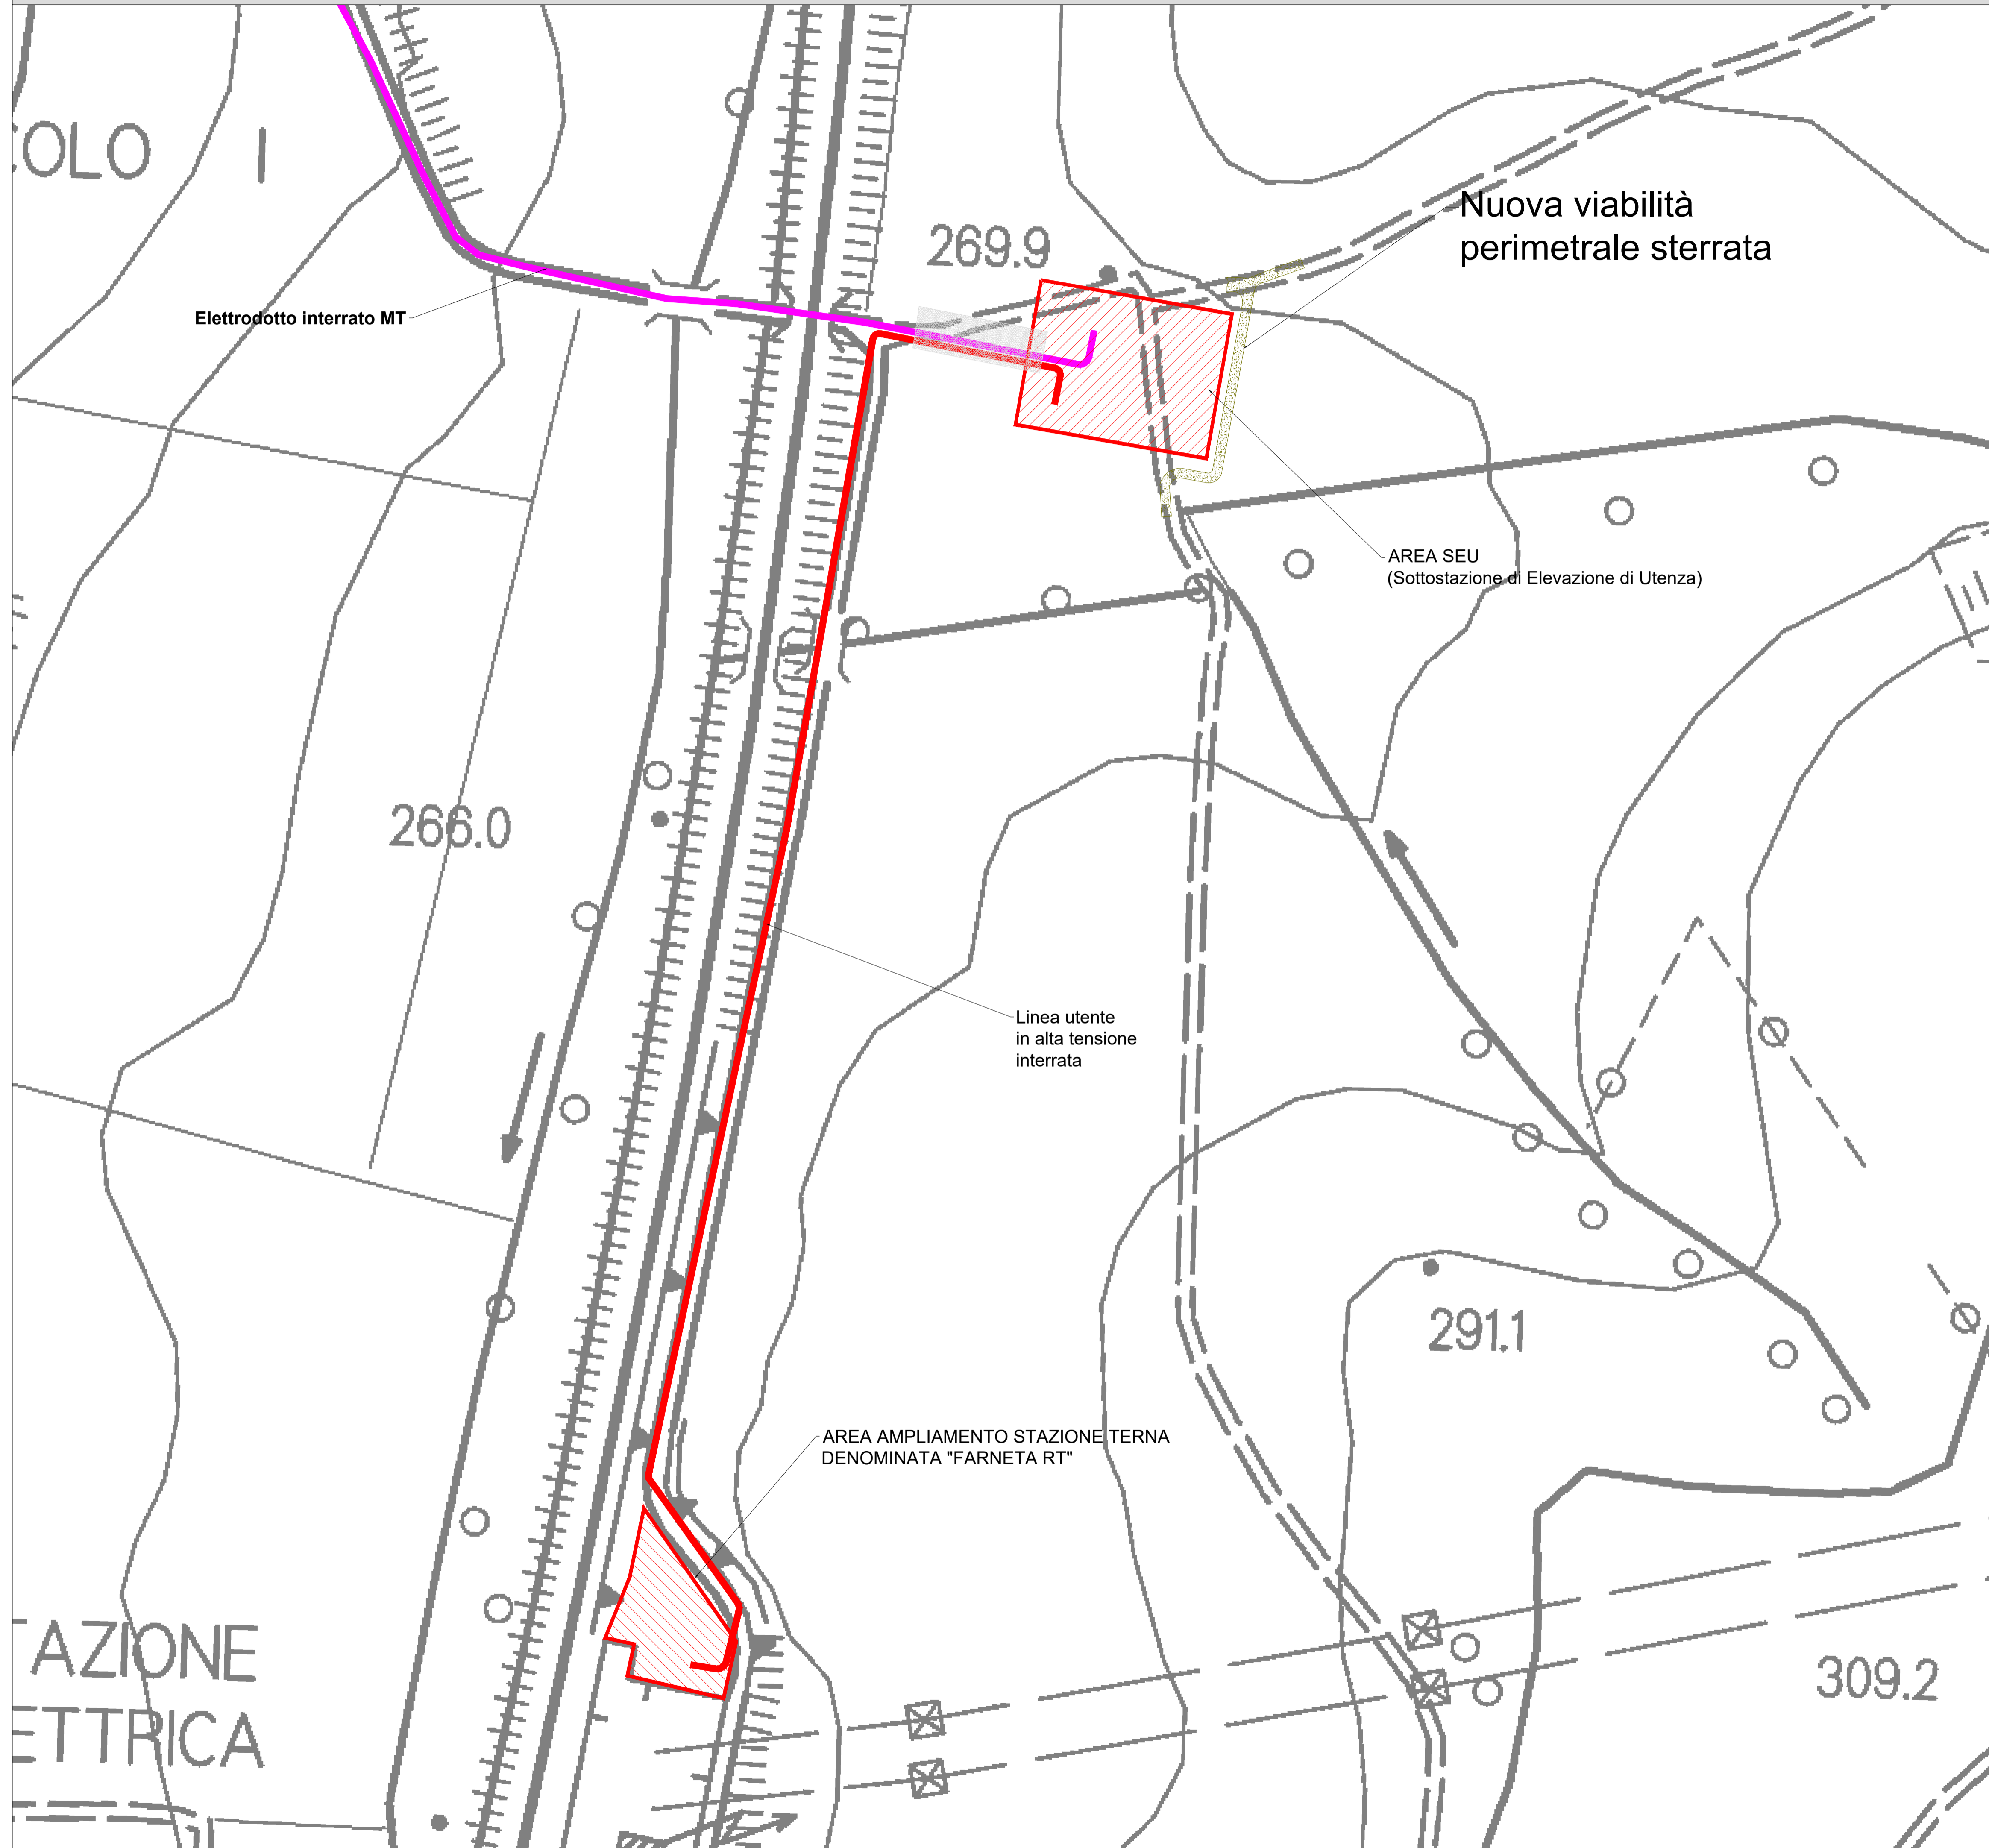 COLO I
Nuova viabilità
perimetrale sterrata
269.9
Elettrodotto interrato MT
AREA SEU
(Sottostazione di Elevazione di Utenza)
266.0
Linea utente
in alta tensione
interrata
291.1
AREA AMPLIAMENTO STAZIONE TERNA
DENOMINATA "FARNETA RT"
TAZIONE
ETTRICA
309.2